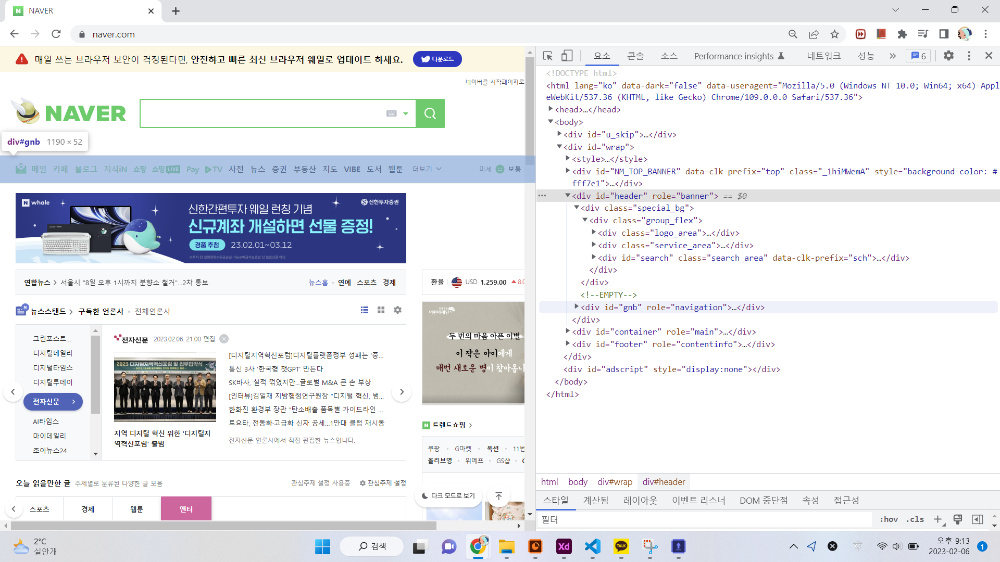 NAVER
naver.com
매일 쓰는 브라우저 보안이 걱정된다면, 안전하고 빠른 최신 브라우저 웨일로 업데이트 하세요. 다운로드
네이버를 시작페이지로
NAVER
div#gnb 1190 × 52
메일 카페 블로그 지식iN 쇼핑 쇼핑LIVE Pay TV 사전 뉴스 증권 부동산 지도 VIBE 도서 웹툰 더보기 미세 보통
N whale
신한투자증권
신한간편투자 웨일 런칭 기념
신규계좌 개설하면 선물 증정!
경품 추첨 23.02.01~03.12
연합뉴스 서울시 "8일 오후 1시까지 분향소 철거"...2차 통보 뉴스홈 연예 스포츠 경제
환율 USD 1,259.00 ▲ 8.0
뉴스스탠드 구독한 언론사 전체언론사
그린포스트...
디지털데일리
디지털타임스
디지털투데이
전자신문
AI타임스
마이데일리
조이뉴스24
전자신문 2023.02.06. 21:00 편집
2023 디지털지역혁신포럼 및 업무협약식
지역 디지털 혁신 위한 '디지털지
역혁신포럼' 출범
[디지털지역혁신포럼]디지털플랫폼정부 성패는 '중...
통신 3사 '한국형 챗GPT' 만든다
SK바사, 실적 꺾였지만...글로벌 M&A 큰 손 부상
[인터뷰]김일재 지방행정연구원장 "디지털 혁신, 범...
한화진 환경부 장관 “탄소배출 품목별 가이드라인 ...
토요타, 전동화·고급화 신차 공세...1만대 클럽 재시동
전자신문 언론사에서 직접 편집한 뉴스입니다.
어린이재단
두 번의 마음 아픈 이별
이 작은 아이에게
매번 새로운 병이 찾아옵니
트렌드쇼핑
쿠팡 G마켓 옥션 11번
올리브영 위메프 GS샵
오늘 읽을만한 글 주제별로 분류된 다양한 글 모음 관심주제 설정 사용중 관심주제 설정
스포츠 경제 웹툰 엔터
다크 모드로 보기
요소 콘솔 소스 Performance insights 네트워크 성능 » 6
<!DOCTYPE html>
<html lang="ko" data-dark="false" data-useragent="Mozilla/5.0 (Windows NT 10.0; Win64; x64) Appl
eWebKit/537.36 (KHTML, like Gecko) Chrome/109.0.0.0 Safari/537.36">
<head>…</head>
<body>
<div id="u_skip">…</div>
<div id="wrap">
<style>…</style>
<div id="NM_TOP_BANNER" data-clk-prefix="top" class="_1hiMWemA" style="background-color: #
fff7e1">…</div>
<div id="header" role="banner"> == $0
<div class="special_bg">
<div class="group_flex">
<div class="logo_area">…</div>
<div class="service_area">…</div>
<div id="search" class="search_area" data-clk-prefix="sch">…</div>
</div>
</div>
<!--EMPTY-->
<div id="gnb" role="navigation">…</div>
</div>
<div id="container" role="main">…</div>
<div id="footer" role="contentinfo">…</div>
</div>
<div id="adscript" style="display:none"></div>
</body>
</html>
html body div#wrap div#header
스타일 계산됨 레이아웃 이벤트 리스너 DOM 중단점 속성 접근성
필터 :hov .cls
2°C
실안개
검색
Xd
TALK
오후 9:13
2023-02-06
1